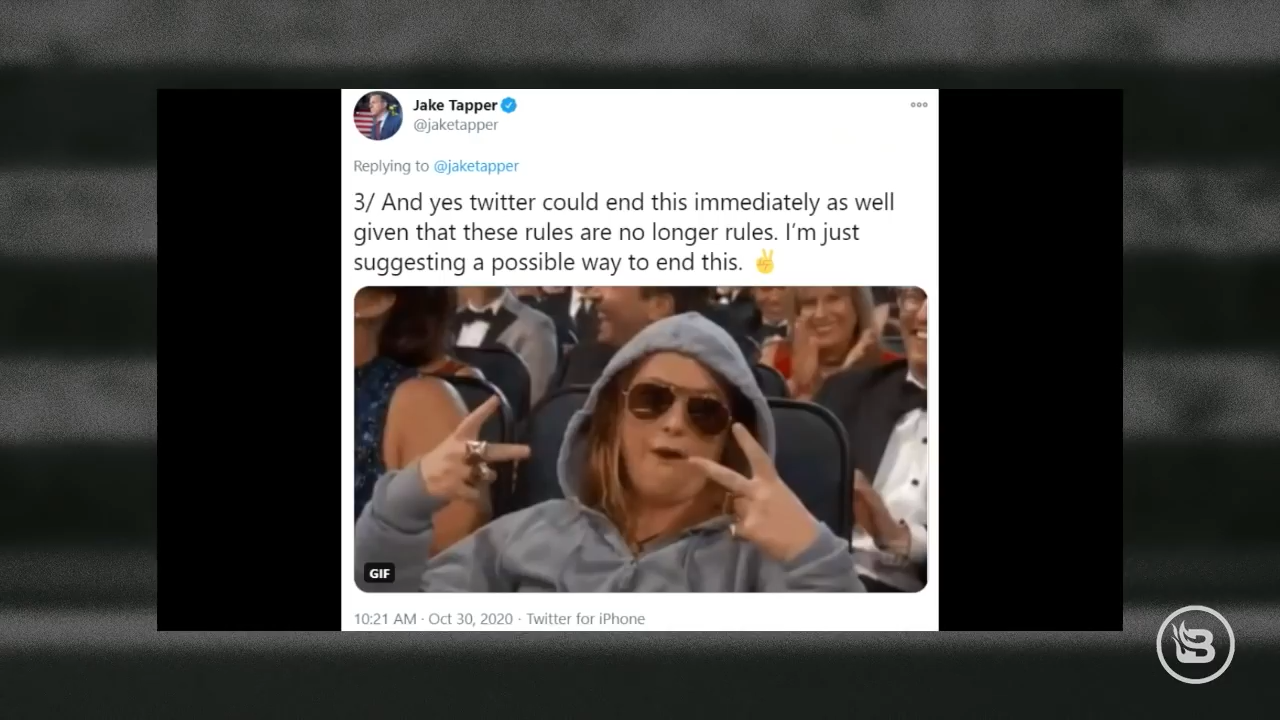 Jake Tapper
@jaketapper
Replying to @jaketapper
3/ And yes twitter could end this immediately as well
given that these rules are no longer rules. I’m just
suggesting a possible way to end this. ✌️
GIF
10:21 AM · Oct 30, 2020 · Twitter for iPhone
B